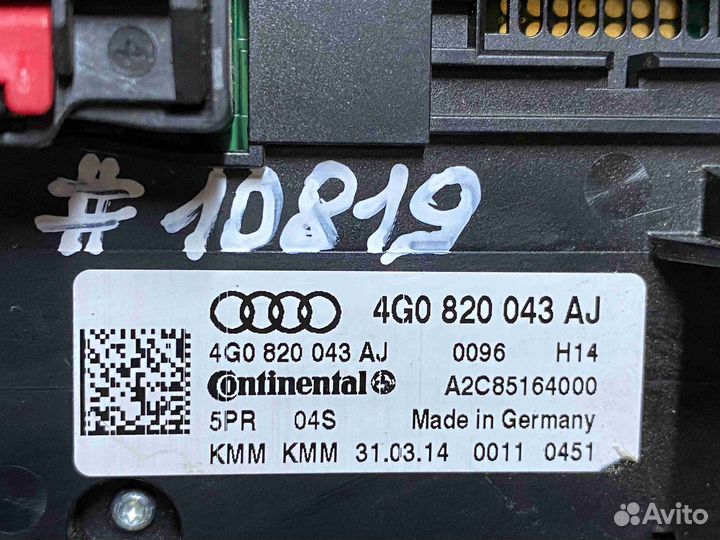 #10819
4G0 820 043 AJ
4G0 820 043 AJ 0096 H14
Continental A2C85164000
5PR 04S Made in Germany
KMM KMM 31.03.14 0011 0451
Avito